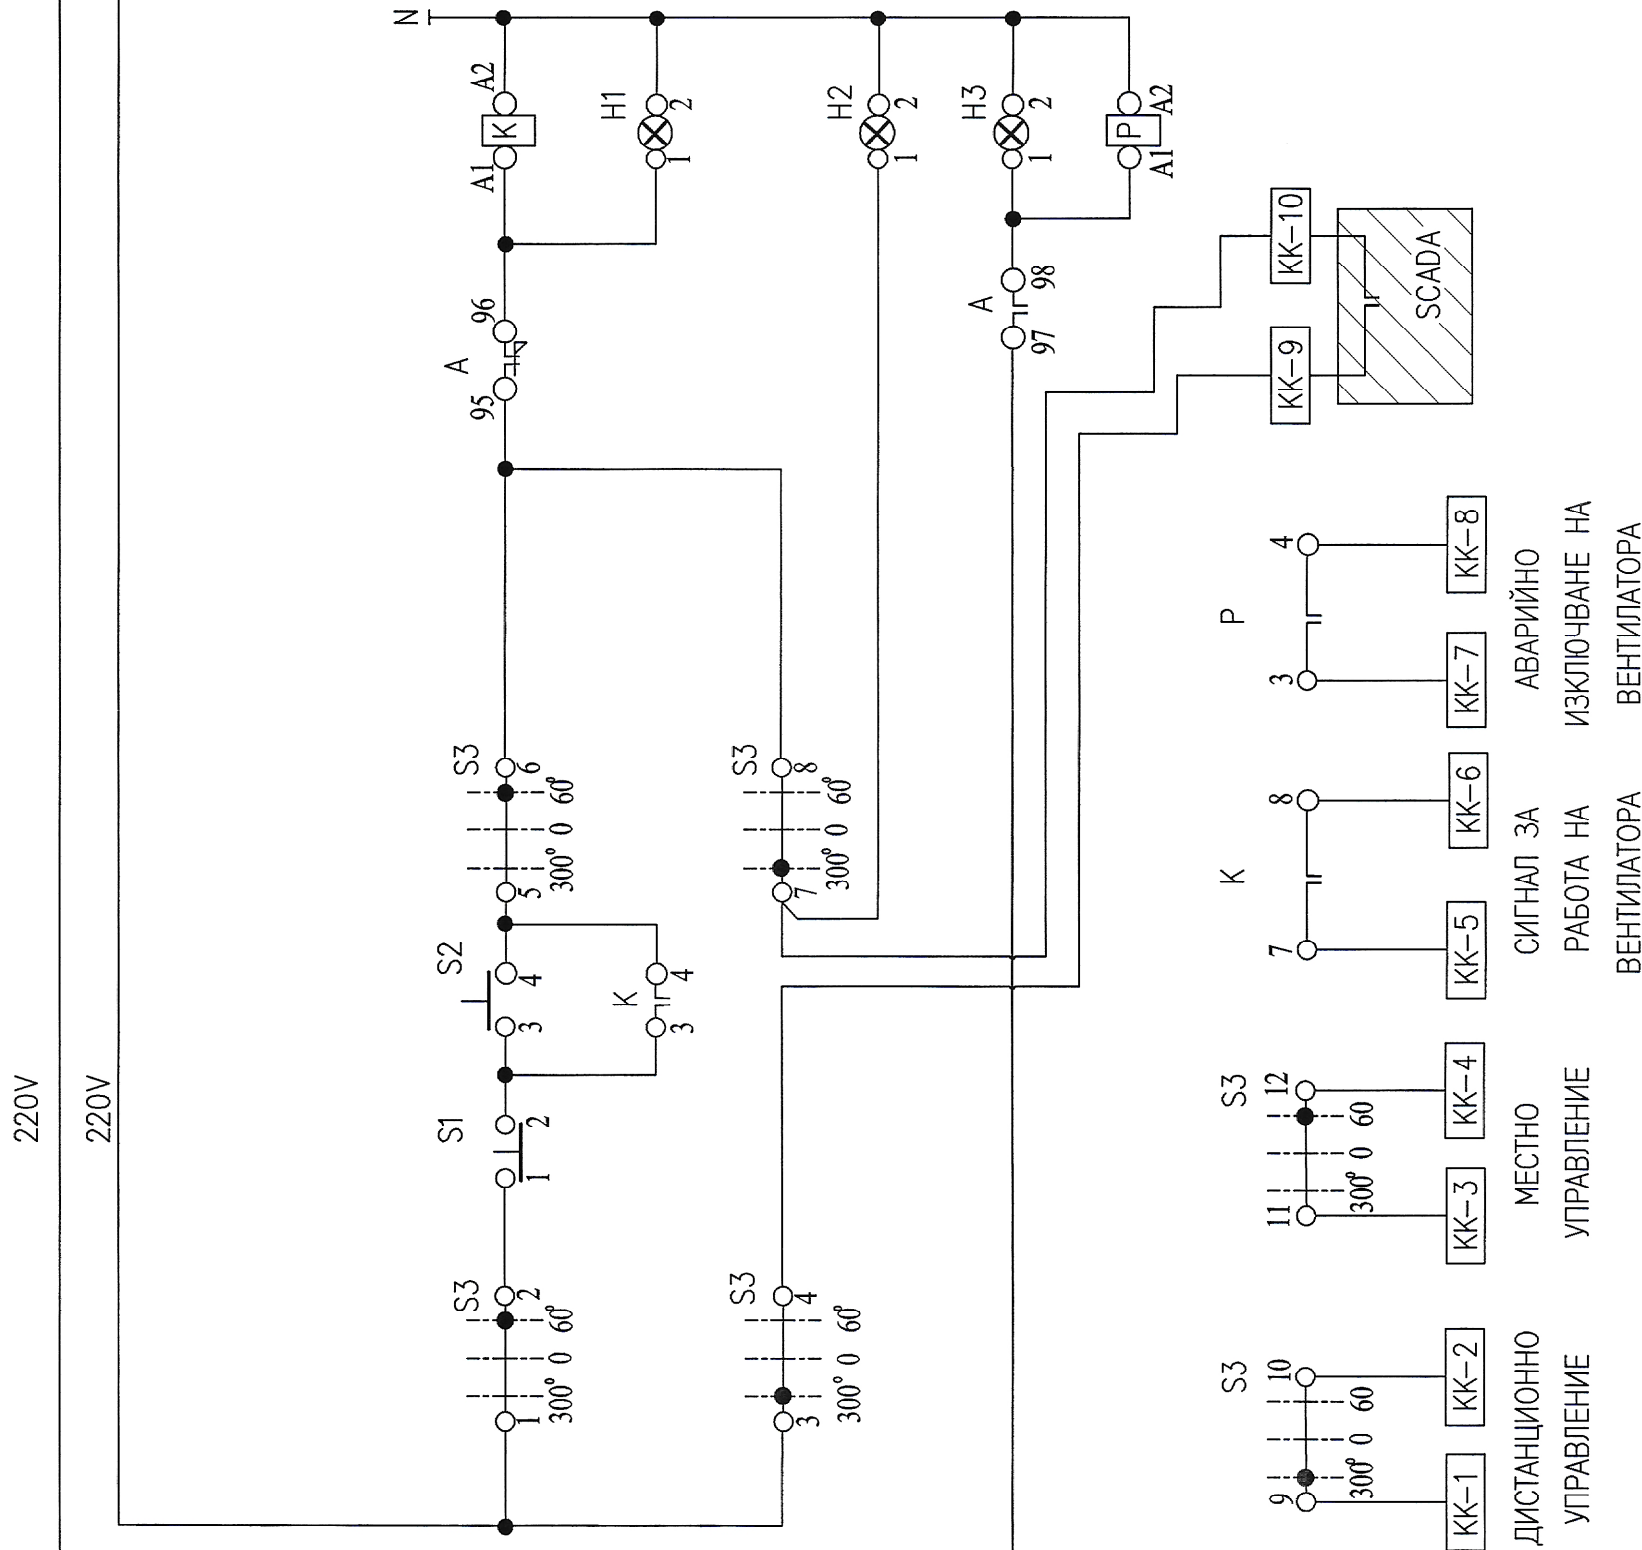 220V
220V
N
S3 S1 S2 S3 A K
1 2 1 2 3 4 5 6 95 96 A1 A2
300° 0 60° 300° 0 60°
K H1
3 4 1 2
S3 S3 H2
3 4 7 8 1 2
300° 0 60° 300° 0 60°
A H3
97 98 1 2
P
A1 A2
S3 S3 K P
9 10 11 12 7 8 3 4 KK-9 KK-10
300° 0 60 300° 0 60
SCADA
KK-1 KK-2 KK-3 KK-4 KK-5 KK-6 KK-7 KK-8
ДИСТАНЦИОННО
УПРАВЛЕНИЕ
МЕСТНО
УПРАВЛЕНИЕ
СИГНАЛ ЗА
РАБОТА НА
ВЕНТИЛАТОРА
АВАРИЙНО
ИЗКЛЮЧВАНЕ НА
ВЕНТИЛАТОРА